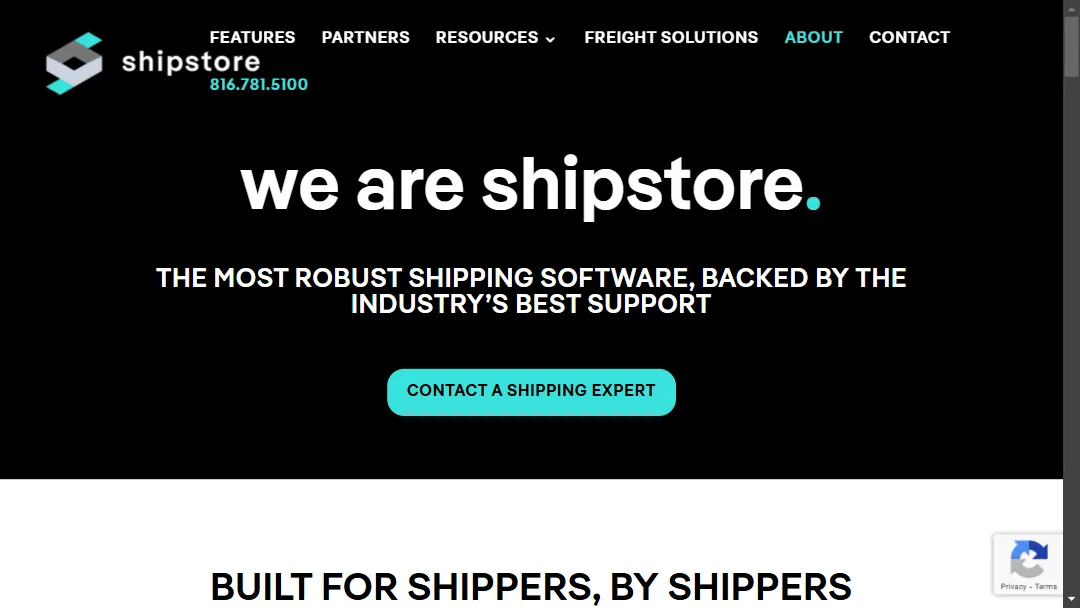 FEATURES PARTNERS RESOURCES FREIGHT SOLUTIONS ABOUT CONTACT
shipstore
816.781.5100
we are shipstore.
THE MOST ROBUST SHIPPING SOFTWARE, BACKED BY THE
INDUSTRY’S BEST SUPPORT
CONTACT A SHIPPING EXPERT
BUILT FOR SHIPPERS, BY SHIPPERS
Privacy - Terms